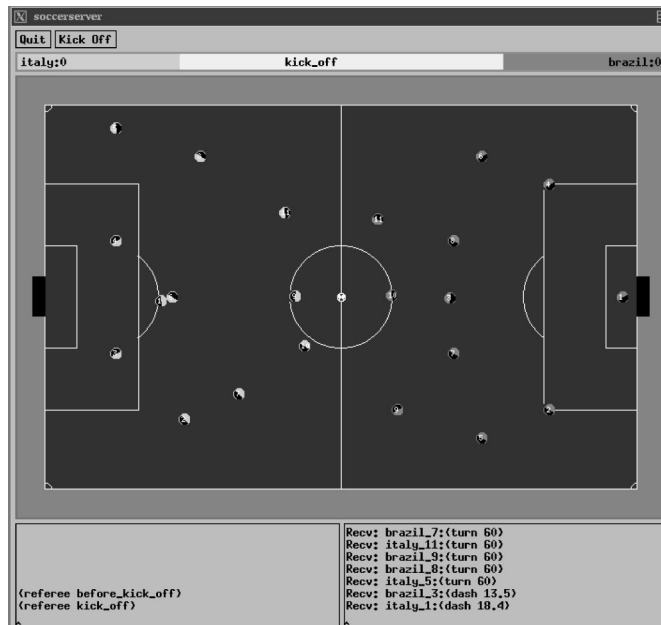 soccerserver
Quit Kick Off
italy:0 kick_off brazil:0
(referee before_kick_off)
(referee kick_off)
Recv: brazil_7:(turn 60)
Recv: italy_11:(turn 60)
Recv: brazil_9:(turn 60)
Recv: brazil_8:(turn 60)
Recv: italy_5:(turn 60)
Recv: brazil_3:(dash 13.5)
Recv: italy_1:(dash 18.4)